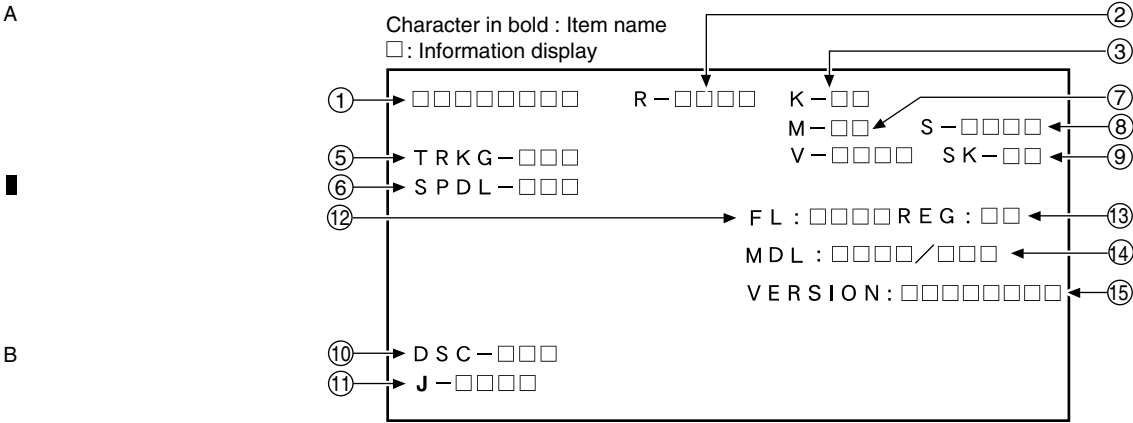 A
Character in bold : Item name
□ : Information display
②
③
① □□□□□□□□ R－□□□□ K－□□
M－□□ ⑦
S－□□□□ ⑧
⑤ TRKG－□□□ V－□□□□ SK－□□ ⑨
⑥ SPDL－□□□
⑫ FL：□□□□REG：□□ ⑬
MDL：□□□□／□□□ ⑭
VERSION：□□□□□□□□ ⑮
B
⑩ DSC－□□□
⑪ J－□□□□